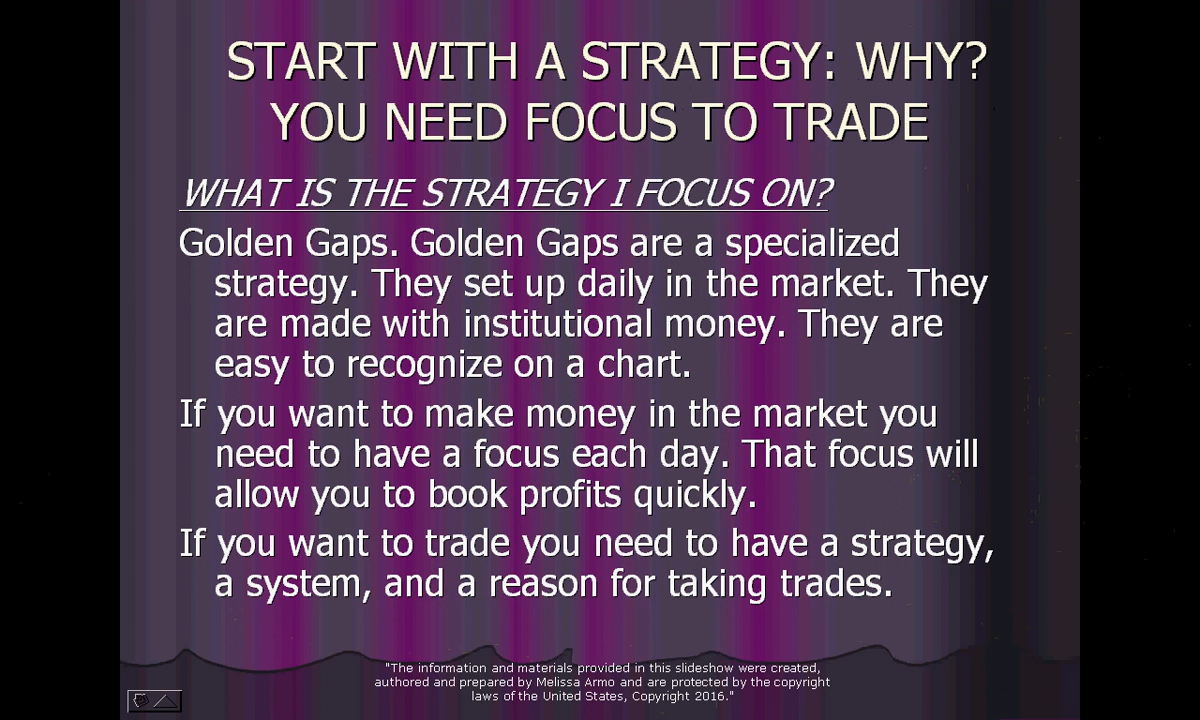 START WITH A STRATEGY: WHY?
YOU NEED FOCUS TO TRADE
WHAT IS THE STRATEGY I FOCUS ON?
Golden Gaps. Golden Gaps are a specialized
strategy. They set up daily in the market. They
are made with institutional money. They are
easy to recognize on a chart.
If you want to make money in the market you
need to have a focus each day. That focus will
allow you to book profits quickly.
If you want to trade you need to have a strategy,
a system, and a reason for taking trades.
"The information and materials provided in this slideshow were created,
authored and prepared by Melissa Armo and are protected by the copyright
laws of the United States, Copyright 2016."